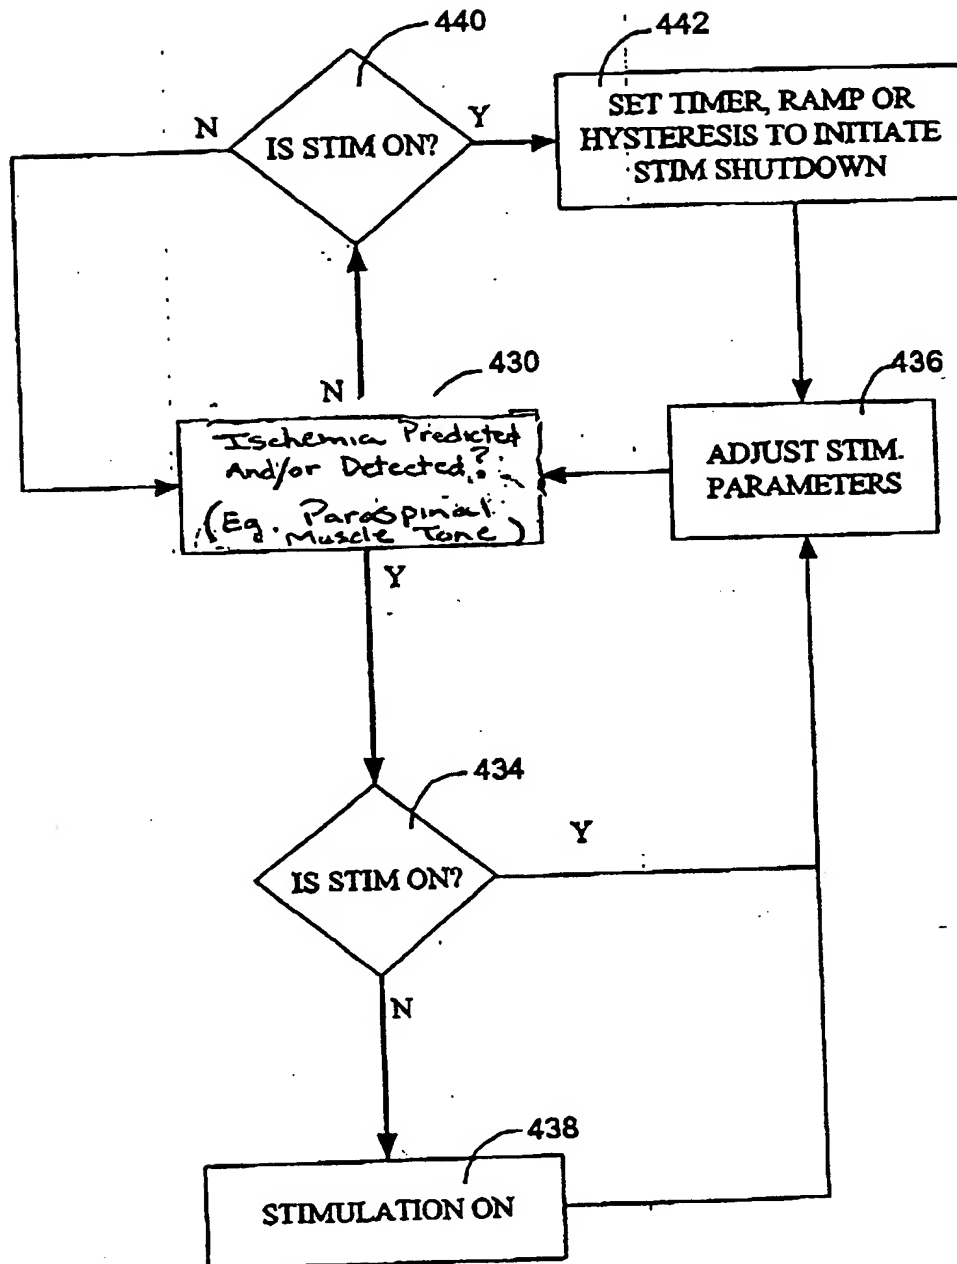 440
442
N
IS STIM ON?
Y
SET TIMER, RAMP OR
HYSTERESIS TO INITIATE
STIM SHUTDOWN
430
436
N
Ischemia Predicted
And/or Detected?
(Eg. Paraspinal
Muscle Tone)
ADJUST STIM.
PARAMETERS
Y
434
IS STIM ON?
Y
N
438
STIMULATION ON